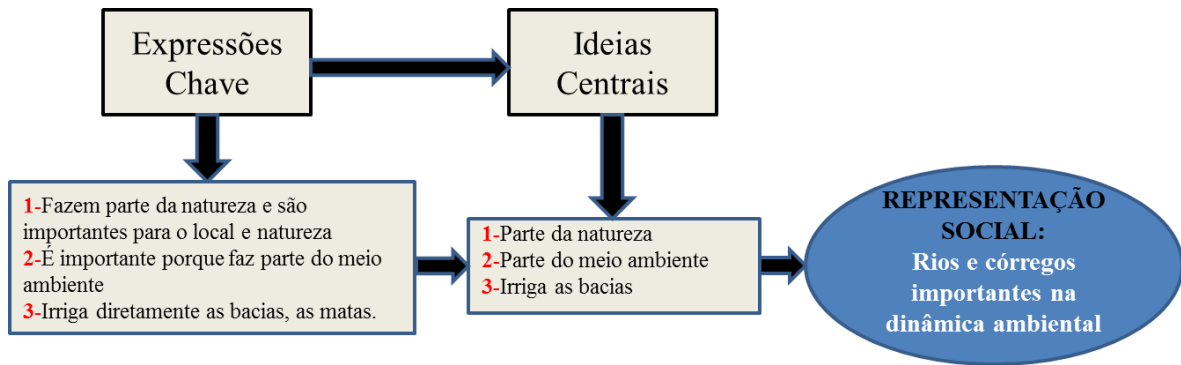 Expressões
Chave
Ideias
Centrais
1-Fazem parte da natureza e são
importantes para o local e natureza
2-É importante porque faz parte do meio
ambiente
3-Irriga diretamente as bacias, as matas.
1-Parte da natureza
2-Parte do meio ambiente
3-Irriga as bacias
REPRESENTAÇÃO
SOCIAL:
Rios e córregos
importantes na
dinâmica ambiental